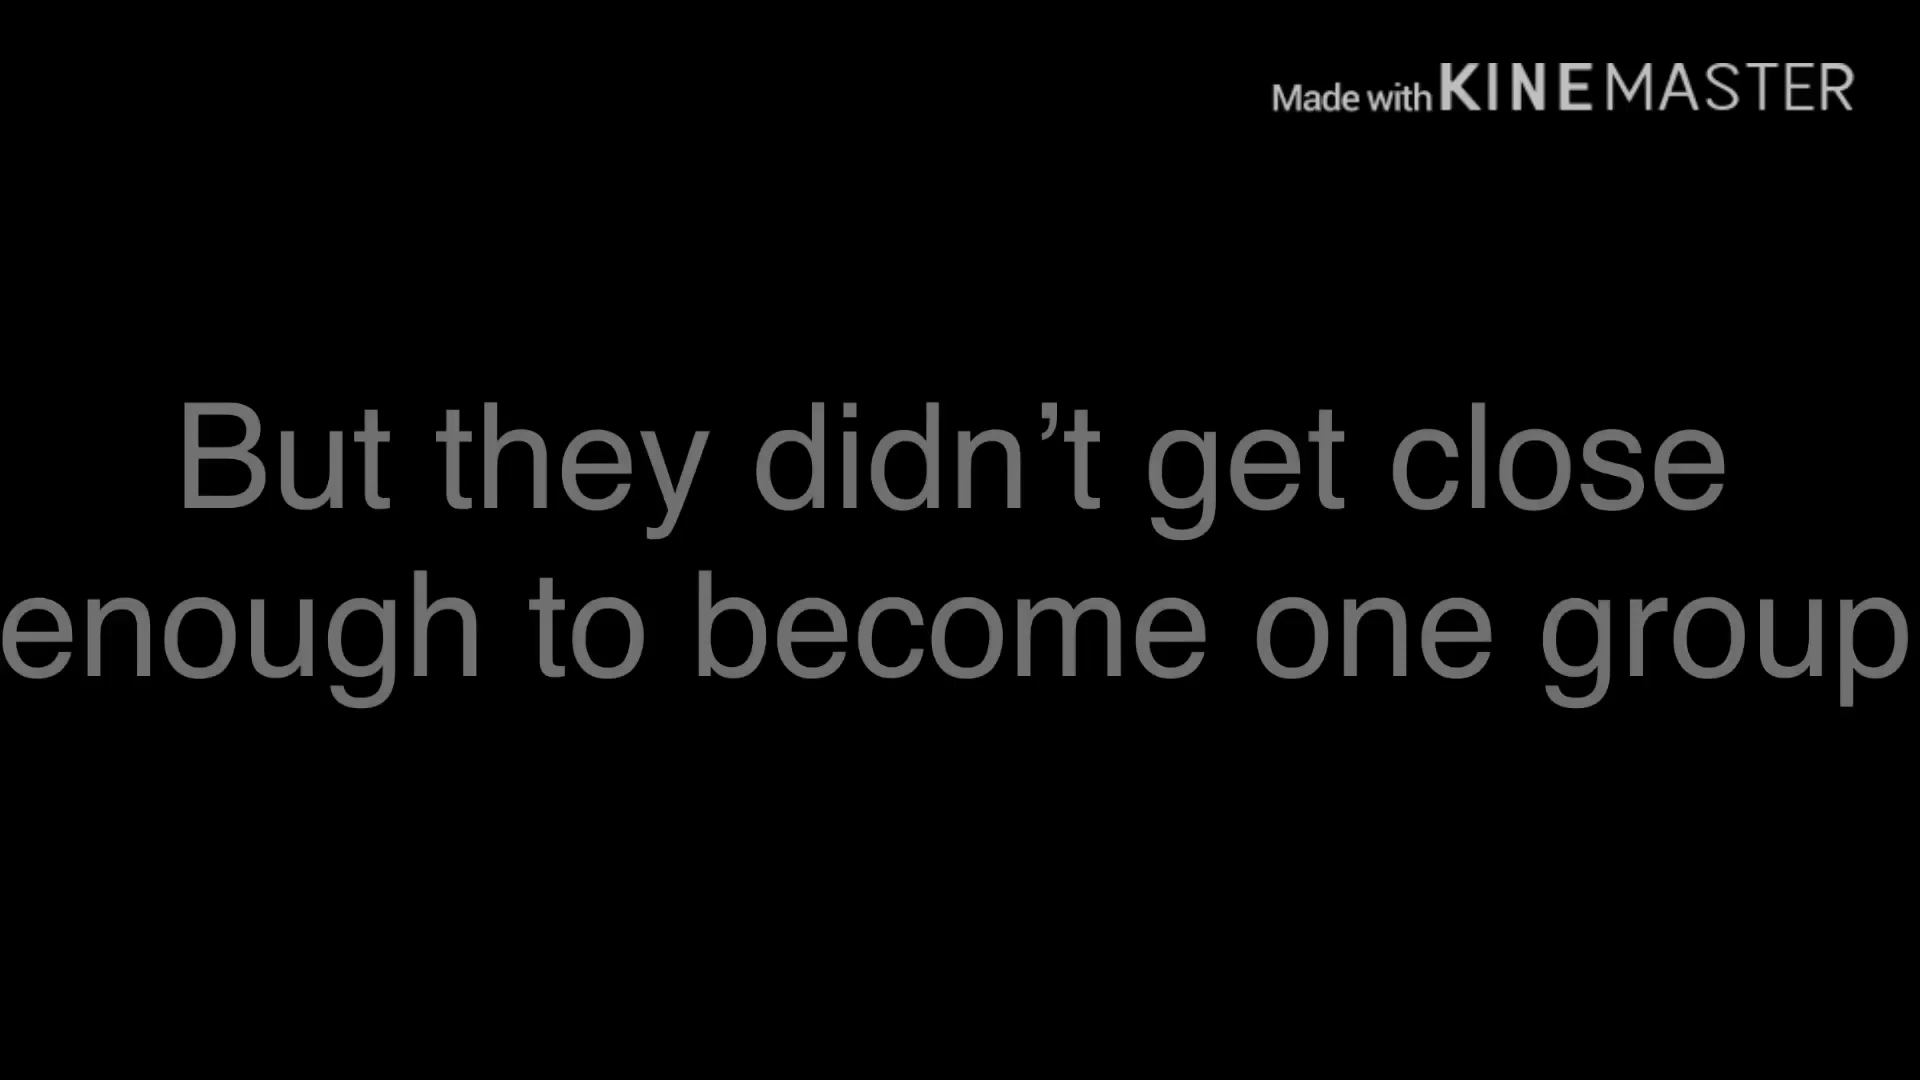 Made with KINEMASTER
But they didn’t get close
enough to become one group